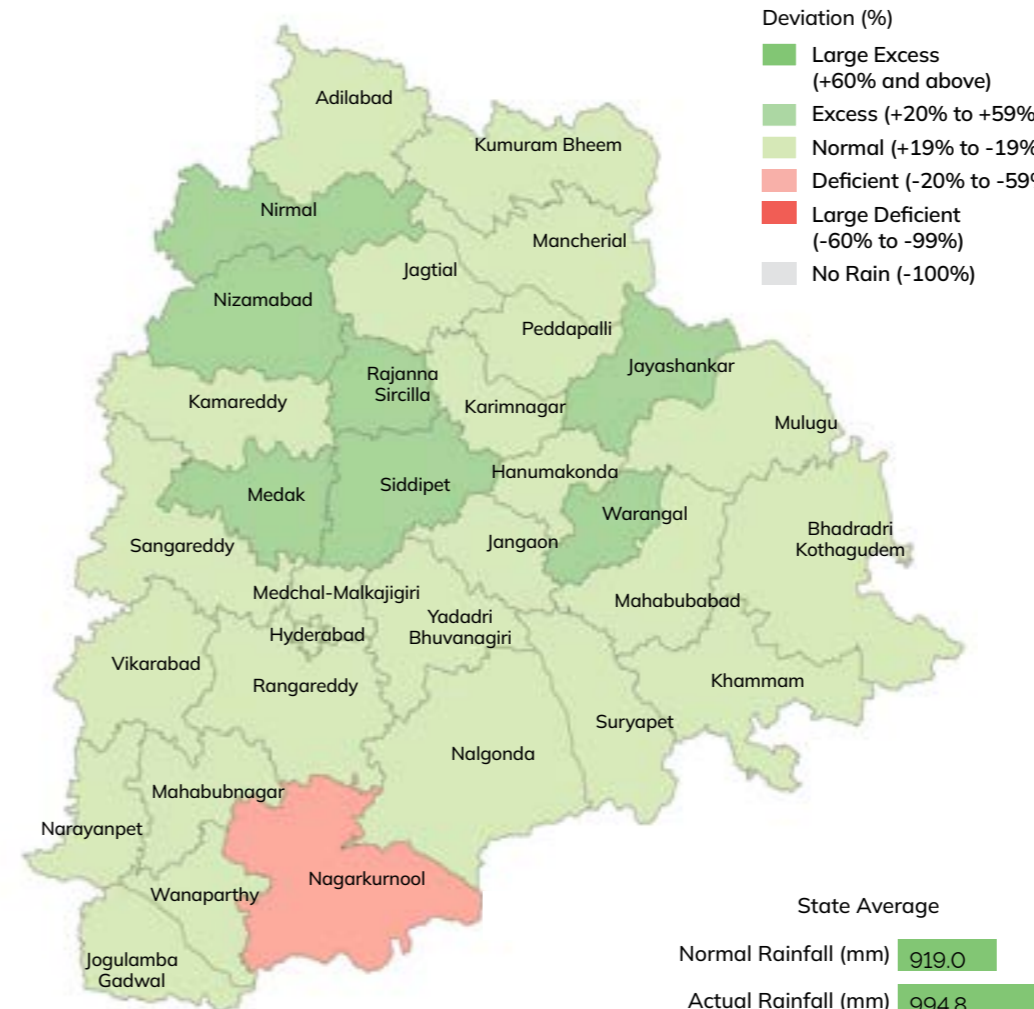 Deviation (%)
Large Excess
(+60% and above)
Excess (+20% to +59%
Normal (+19% to -19%
Deficient (-20% to -59%
Large Deficient
(-60% to -99%)
No Rain (-100%)
Adilabad
Kumuram Bheem
Nirmal
Mancherial
Jagtial
Nizamabad
Peddapalli
Jayashankar
Rajanna
Sircilla
Kamareddy
Karimnagar
Mulugu
Hanumakonda
Siddipet
Medak
Warangal
Bhadradri
Kothagudem
Jangaon
Sangareddy
Medchal-Malkajigiri
Mahabubabad
Yadadri
Bhuvanagiri
Hyderabad
Vikarabad
Rangareddy
Khammam
Suryapet
Nalgonda
Mahabubnagar
Narayanpet
Nagarkurnool
Wanaparthy
Jogulamba
Gadwal
State Average
Normal Rainfall (mm) 919.0
Actual Rainfall (mm) 994.8